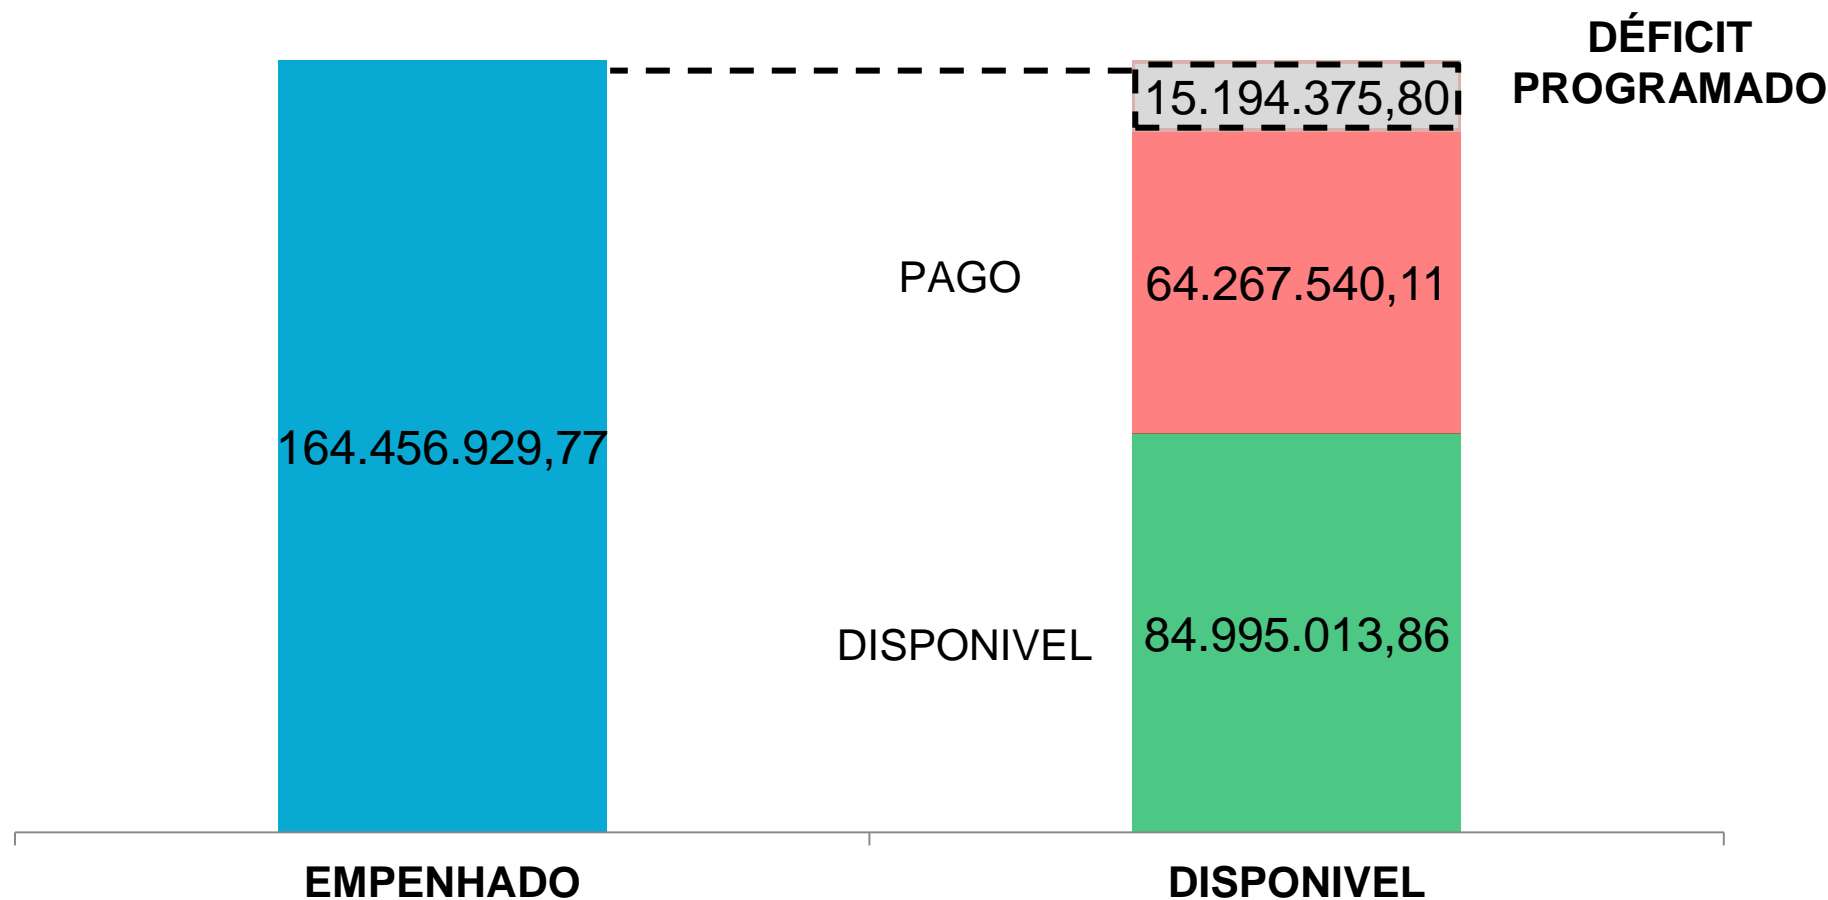 DÉFICIT
PROGRAMADO
15.194.375,80
PAGO
64.267.540,11
164.456.929,77
DISPONIVEL
84.995.013,86
EMPENHADO
DISPONIVEL